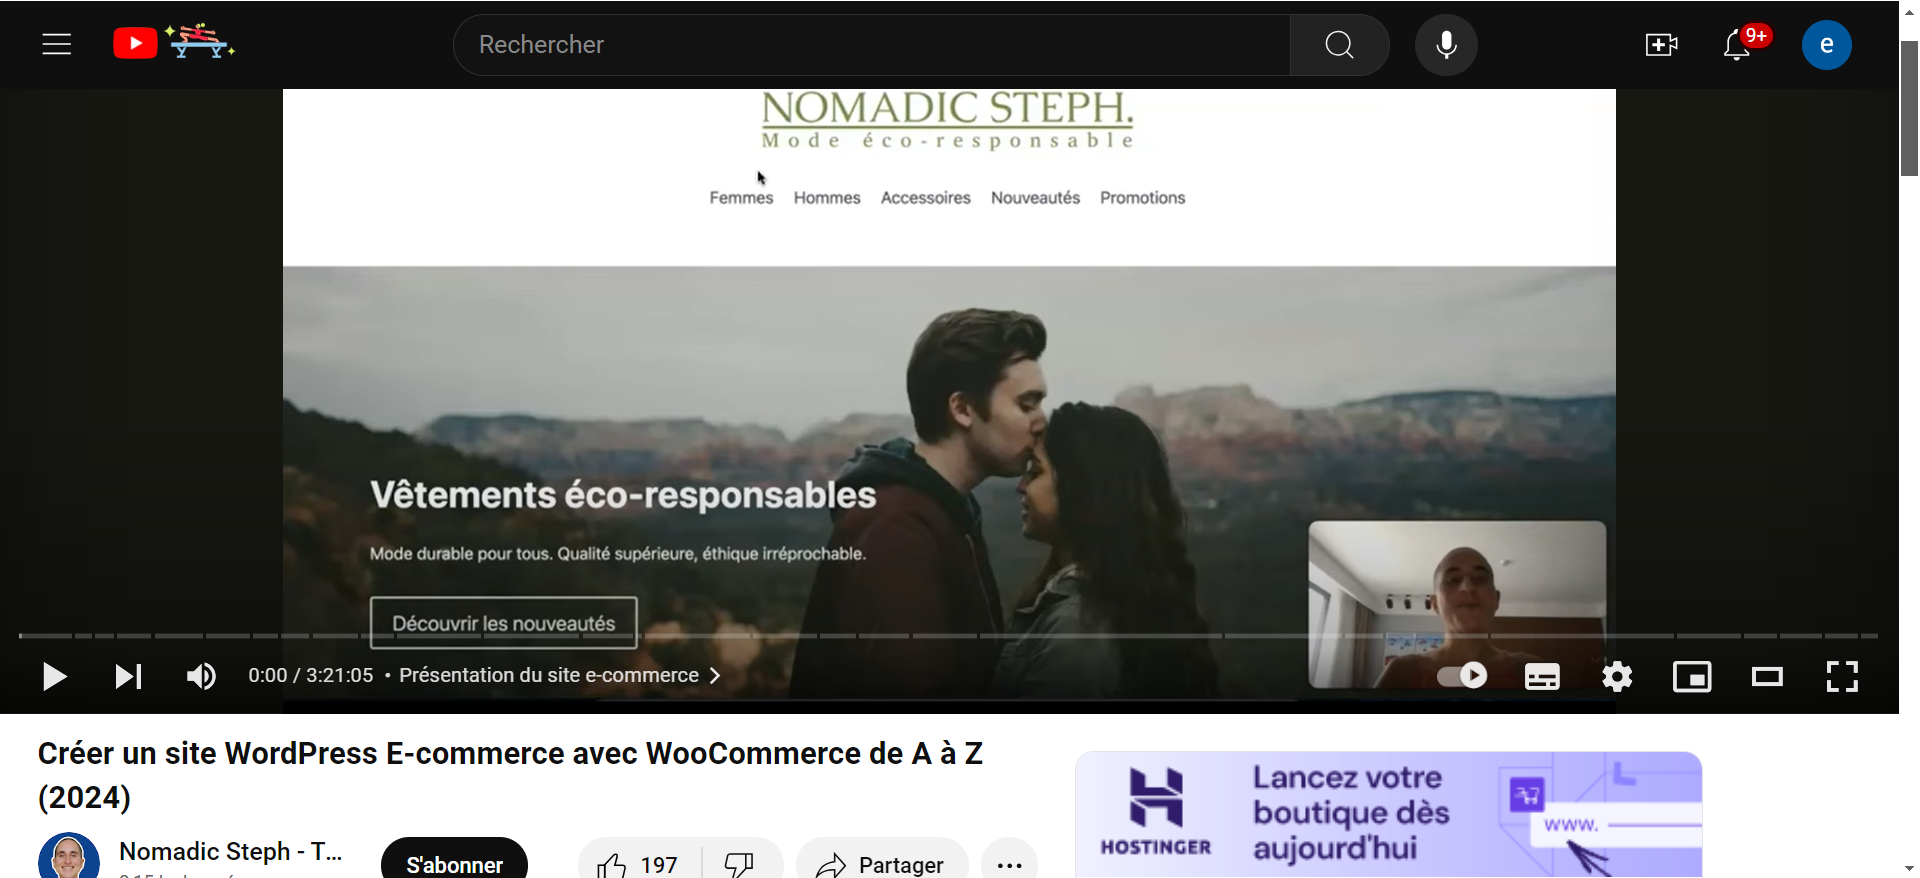 Rechercher
9+
e
NOMADIC STEPH.
Mode éco-responsable
Femmes Hommes Accessoires Nouveautés Promotions
Vêtements éco-responsables
Mode durable pour tous. Qualité supérieure, éthique irréprochable.
Découvrir les nouveautés
0:00 / 3:21:05 • Présentation du site e-commerce
Créer un site WordPress E-commerce avec WooCommerce de A à Z
(2024)
Nomadic Steph - T...
S'abonner
197
Partager
HOSTINGER
Lancez votre
boutique dès
aujourd'hui
www.